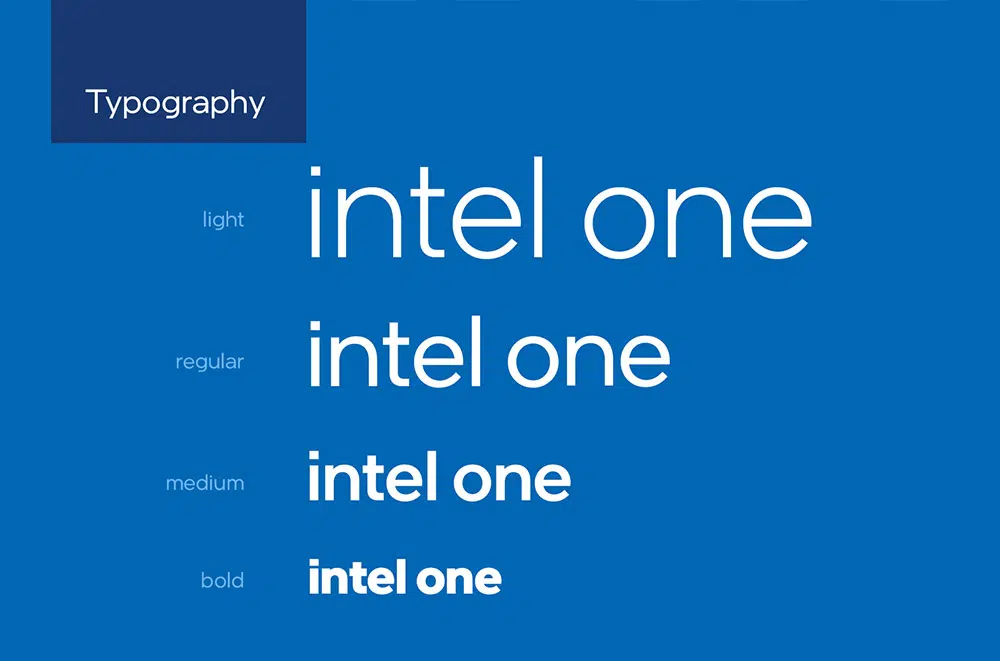 Typography
light
intel one
regular
intel one
medium
intel one
bold
intel one